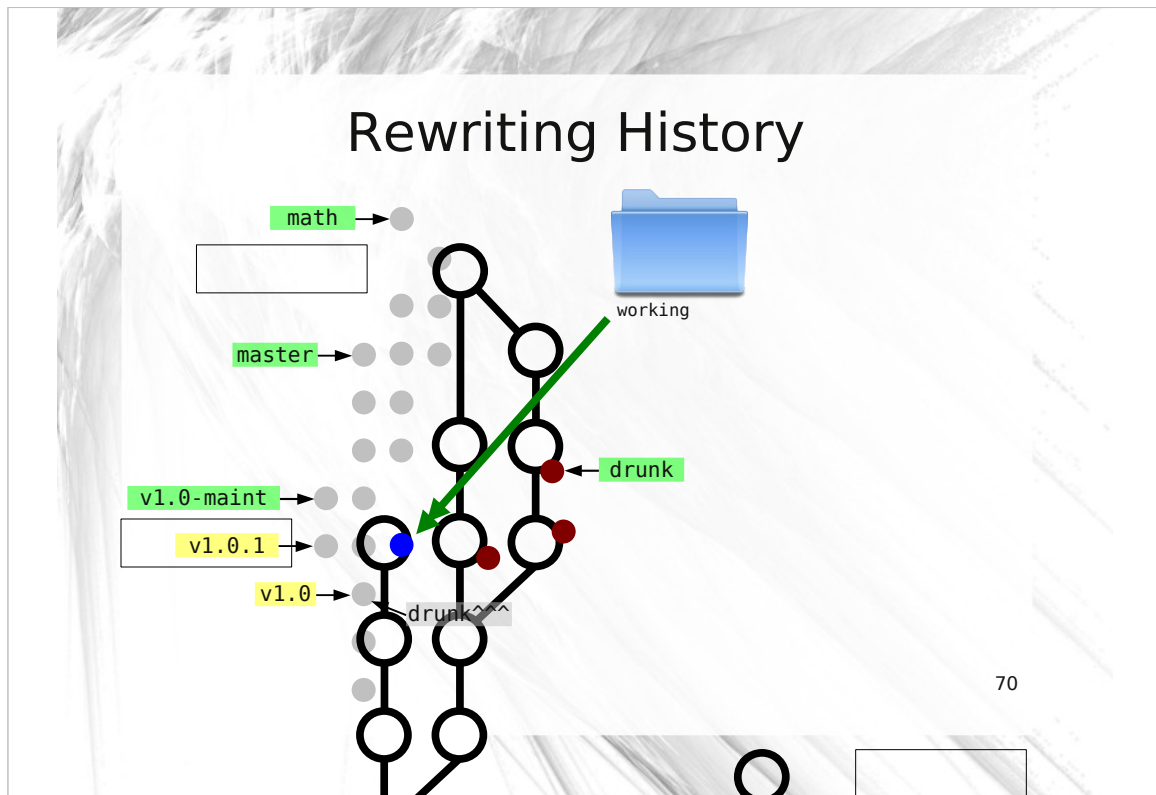 Rewriting History
math
working
master
drunk
v1.0-maint
v1.0.1
v1.0
drunk^^^
70